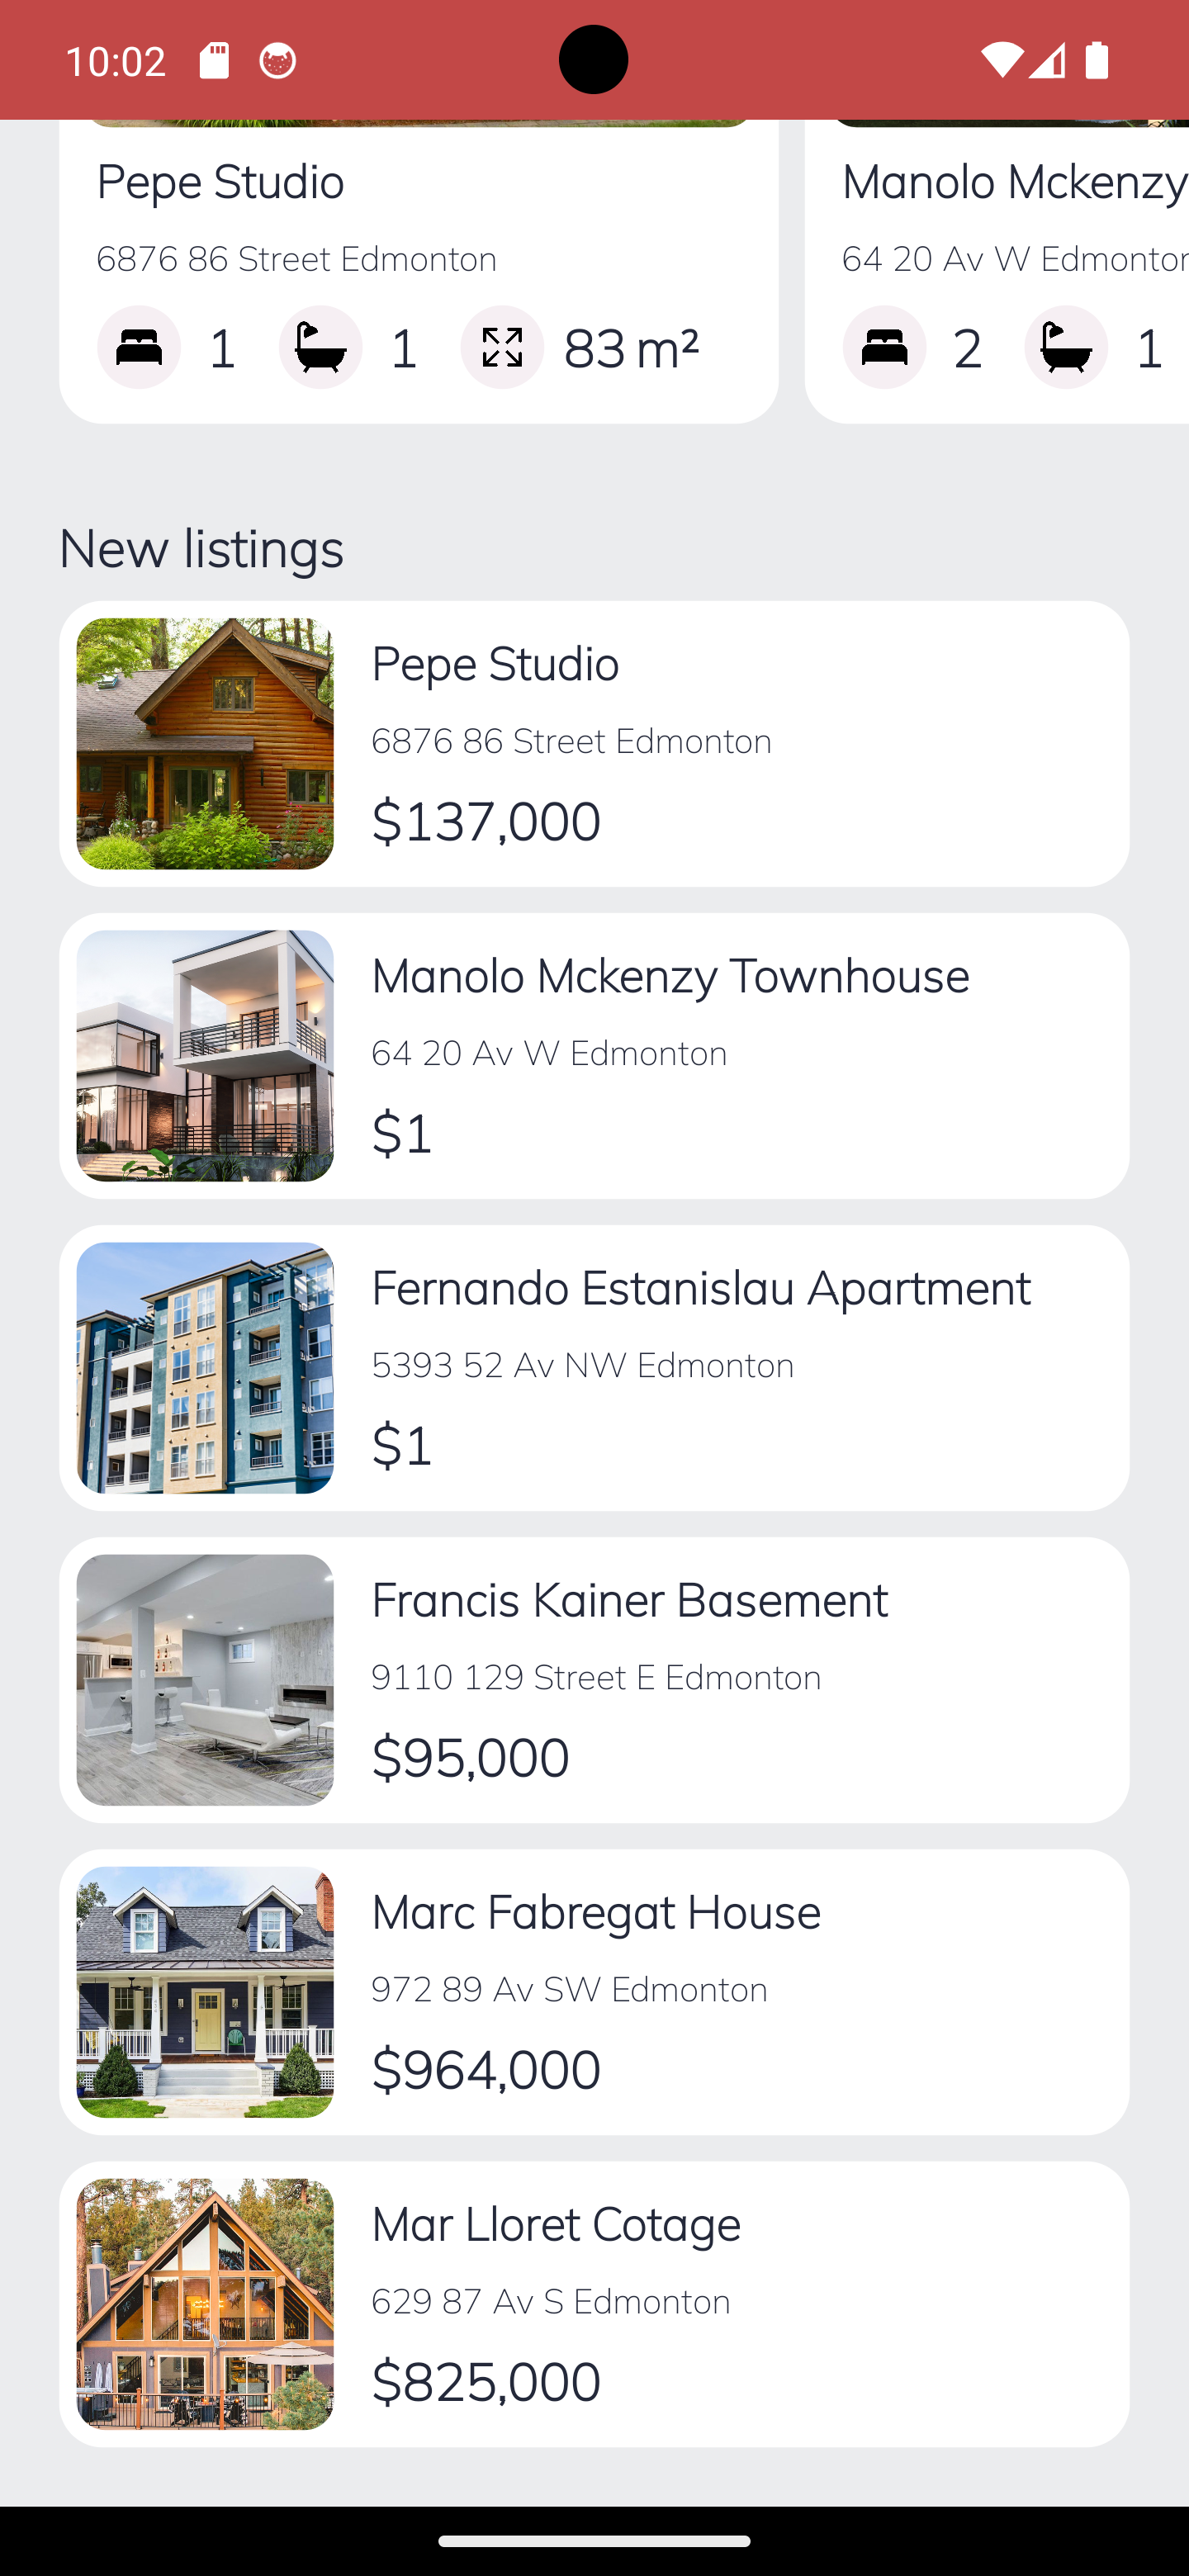 10:02
Pepe Studio
6876 86 Street Edmonton
1 1 83 m²
Manolo Mckenzy
64 20 Av W Edmonton
2 1
New listings
Pepe Studio
6876 86 Street Edmonton
$137,000
Manolo Mckenzy Townhouse
64 20 Av W Edmonton
$1
Fernando Estanislau Apartment
5393 52 Av NW Edmonton
$1
Francis Kainer Basement
9110 129 Street E Edmonton
$95,000
Marc Fabregat House
972 89 Av SW Edmonton
$964,000
Mar Lloret Cotage
629 87 Av S Edmonton
$825,000